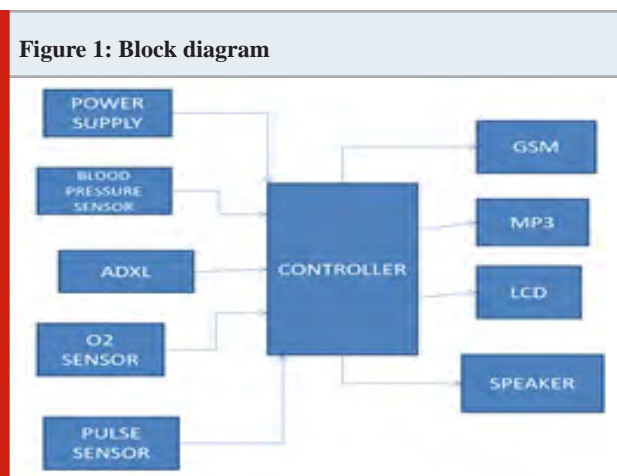 Figure 1: Block diagram
POWER
SUPPLY
BLOOD
PRESSURE
SENSOR
ADXL
O2
SENSOR
PULSE
SENSOR
CONTROLLER
GSM
MP3
LCD
SPEAKER